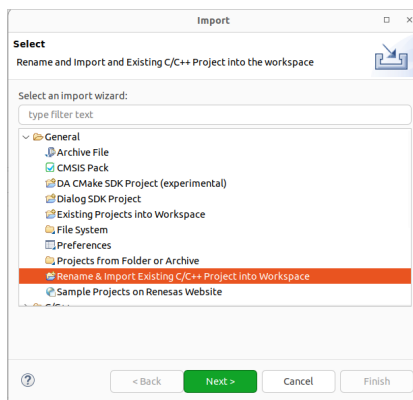 Import
Select
Rename and Import and Existing C/C++ Project into the workspace
Select an import wizard:
type filter text
General
Archive File
CMSIS Pack
DA CMake SDK Project (experimental)
Dialog SDK Project
Existing Projects into Workspace
File System
Preferences
Projects from Folder or Archive
Rename & Import Existing C/C++ Project into Workspace
Sample Projects on Renesas Website
< Back
Next >
Cancel
Finish